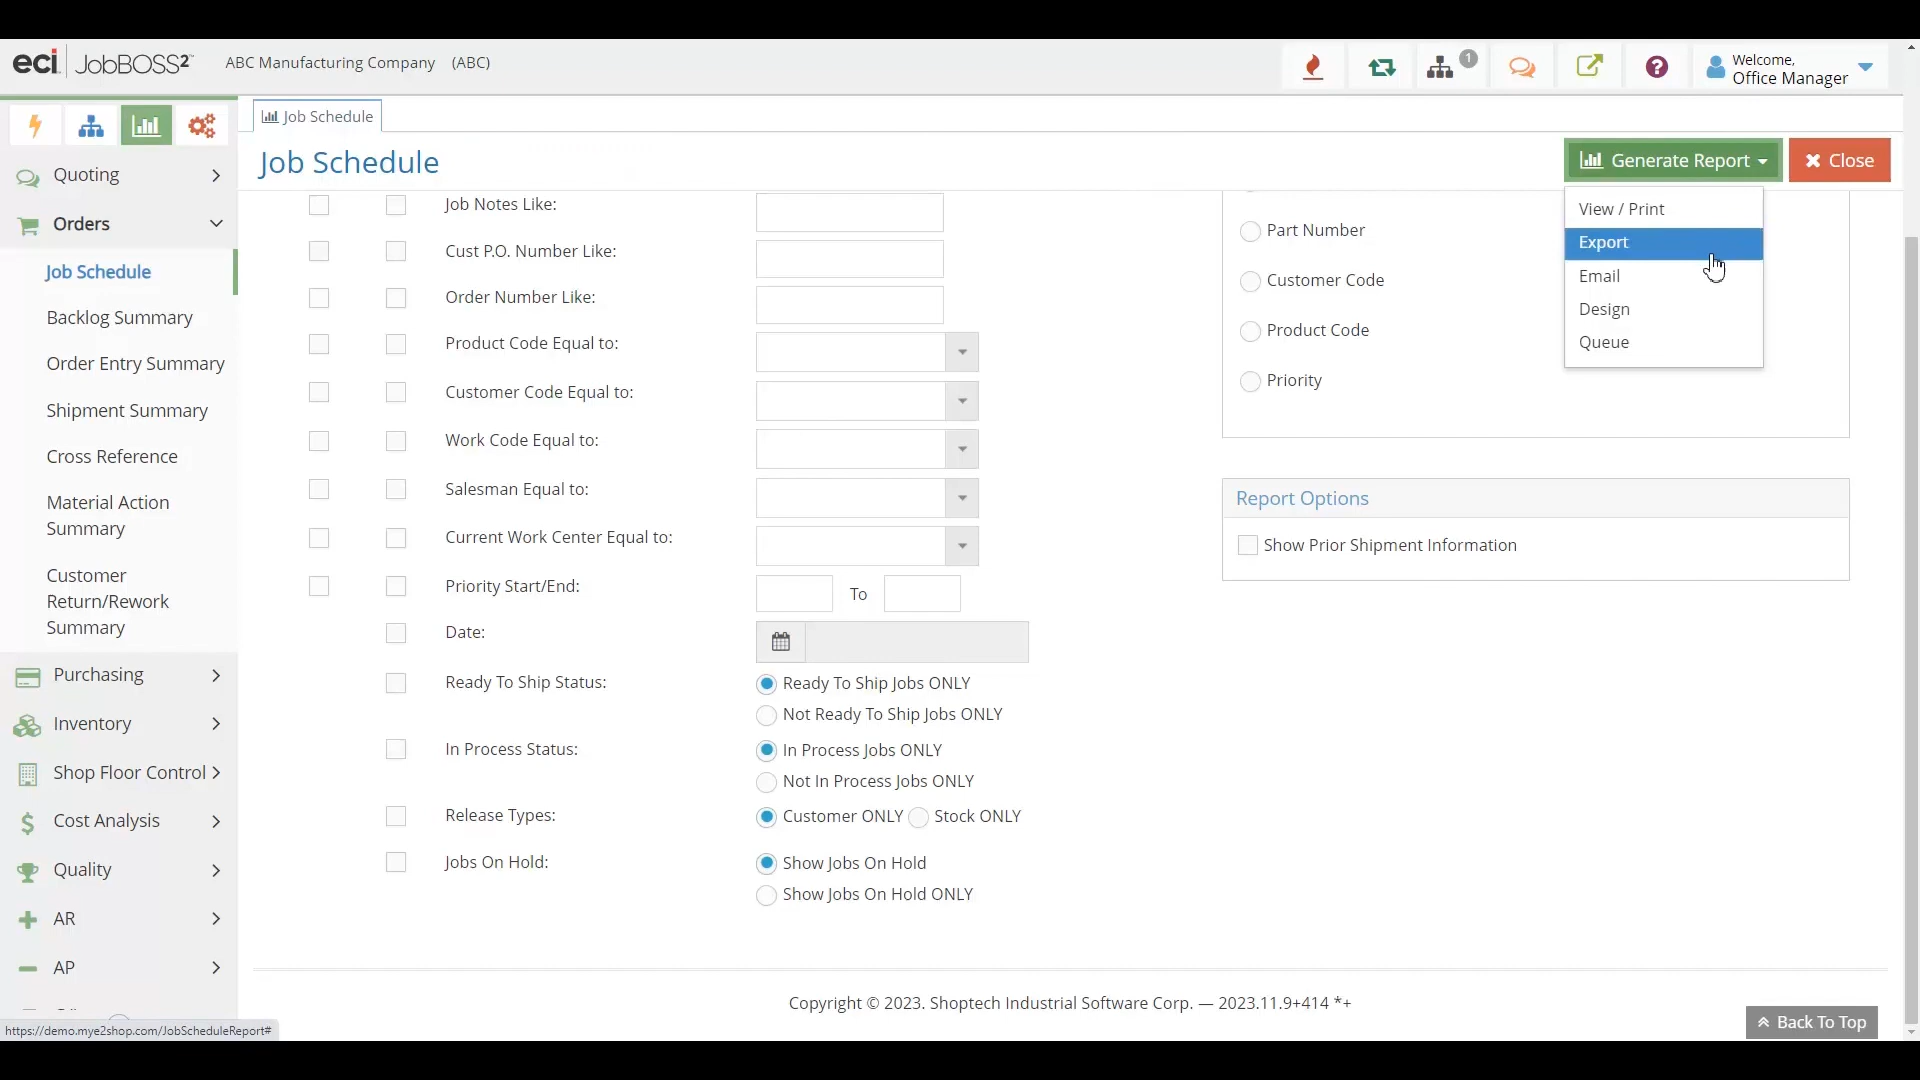 eci JobBOSS2™ ABC Manufacturing Company (ABC)
1
Welcome,
Office Manager
Quoting
Orders
Job Schedule
Backlog Summary
Order Entry Summary
Shipment Summary
Cross Reference
Material Action
Summary
Customer
Return/Rework
Summary
Purchasing
Inventory
Shop Floor Control
Cost Analysis
Quality
AR
AP
https://demo.mye2shop.com/JobScheduleReport#
Job Schedule
Job Schedule
Generate Report
Close
View / Print
Export
Email
Design
Queue
Job Notes Like:
Cust P.O. Number Like:
Order Number Like:
Product Code Equal to:
Customer Code Equal to:
Work Code Equal to:
Salesman Equal to:
Current Work Center Equal to:
Priority Start/End: To
Date:
Ready To Ship Status: Ready To Ship Jobs ONLY
Not Ready To Ship Jobs ONLY
In Process Status: In Process Jobs ONLY
Not In Process Jobs ONLY
Release Types: Customer ONLY Stock ONLY
Jobs On Hold: Show Jobs On Hold
Show Jobs On Hold ONLY
Part Number
Customer Code
Product Code
Priority
Report Options
Show Prior Shipment Information
Copyright © 2023. Shoptech Industrial Software Corp. — 2023.11.9+414 *+
Back To Top